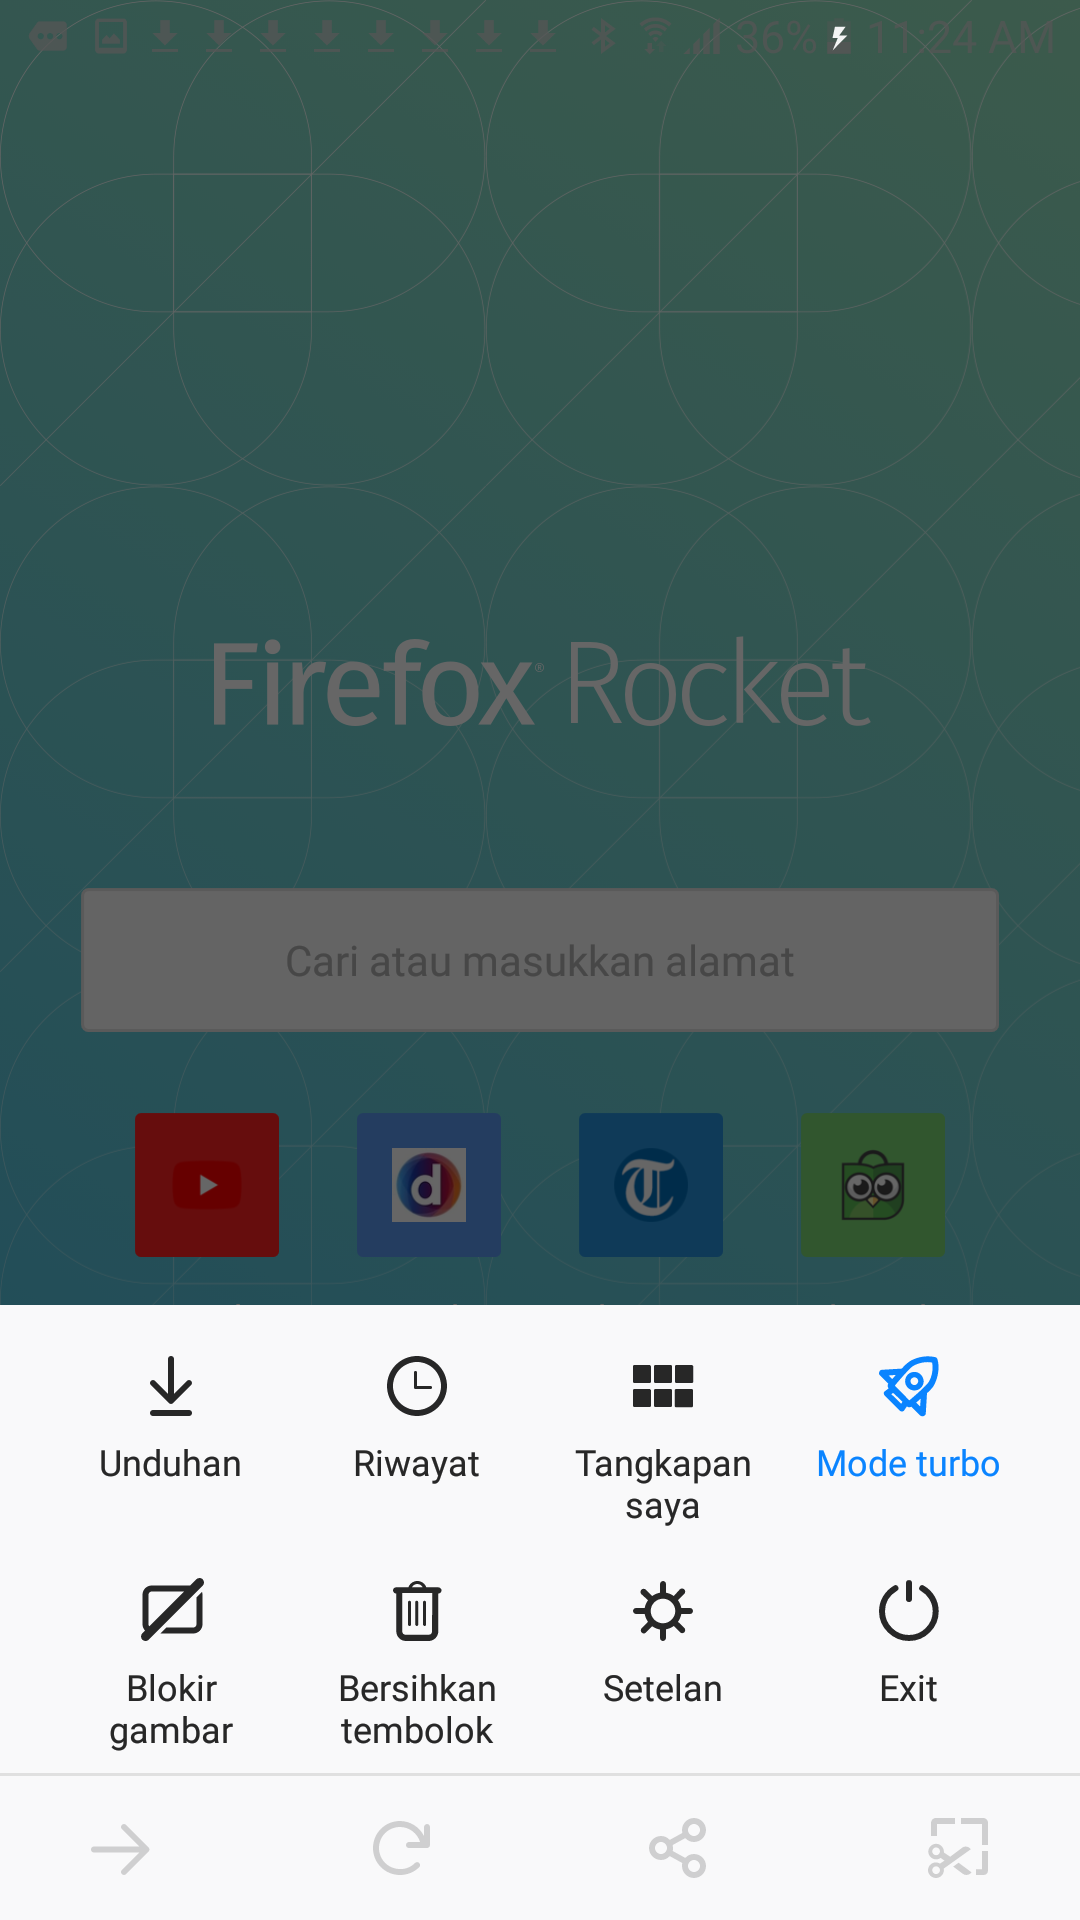 36% 11:24 AM
Firefox® Rocket
Cari atau masukkan alamat
Unduhan
Riwayat
Tangkapan
saya
Mode turbo
Blokir
gambar
Bersihkan
tembolok
Setelan
Exit